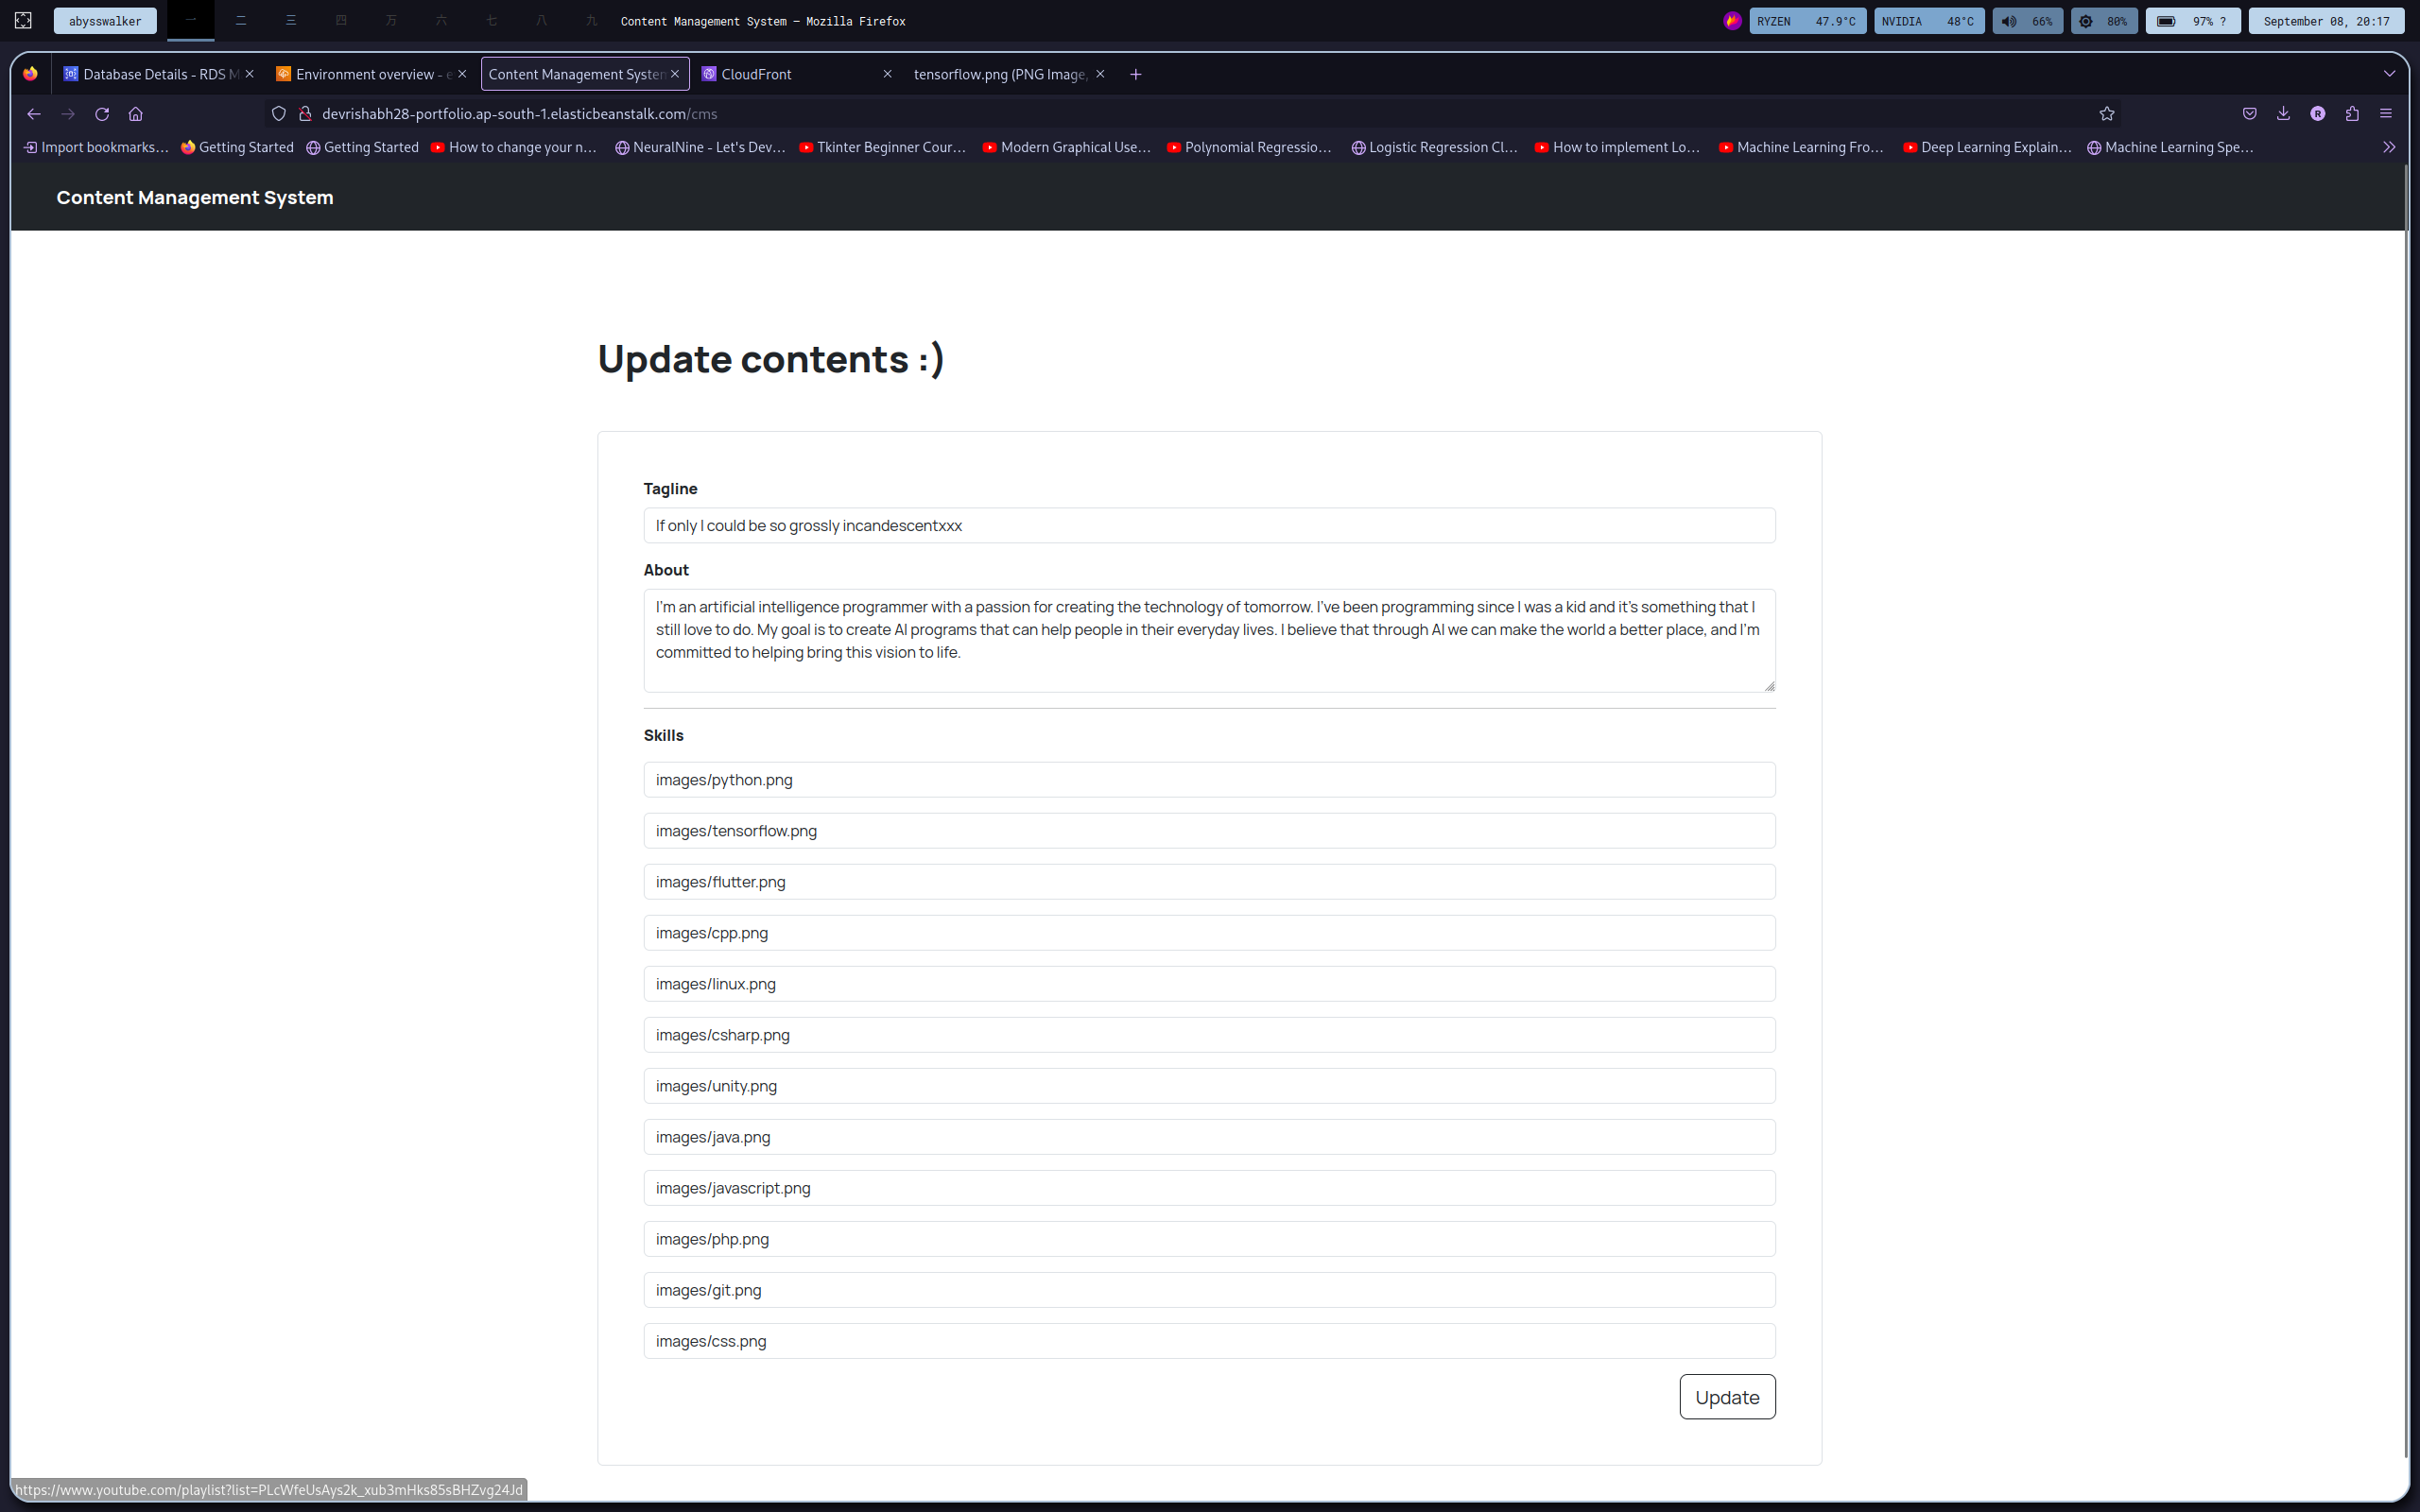 abysswalker 一 二 三 四 万 六 七 八 九 Content Management System — Mozilla Firefox RYZEN 47.9°C NVIDIA 48°C 66% 80% 97% ? September 08, 20:17
Database Details - RDS M Environment overview - e Content Management System CloudFront tensorflow.png (PNG Image,
devrishabh28-portfolio.ap-south-1.elasticbeanstalk.com/cms
Import bookmarks... Getting Started Getting Started How to change your n... NeuralNine - Let's Dev... Tkinter Beginner Cour... Modern Graphical Use... Polynomial Regressio... Logistic Regression Cl... How to implement Lo... Machine Learning Fro... Deep Learning Explain... Machine Learning Spe...
Content Management System
Update contents :)
Tagline
If only I could be so grossly incandescentxxx
About
I'm an artificial intelligence programmer with a passion for creating the technology of tomorrow. I've been programming since I was a kid and it's something that I
still love to do. My goal is to create AI programs that can help people in their everyday lives. I believe that through AI we can make the world a better place, and I'm
committed to helping bring this vision to life.
Skills
images/python.png
images/tensorflow.png
images/flutter.png
images/cpp.png
images/linux.png
images/csharp.png
images/unity.png
images/java.png
images/javascript.png
images/php.png
images/git.png
images/css.png
Update
https://www.youtube.com/playlist?list=PLcWfeUsAys2k_xub3mHks85sBHZvg24Jd